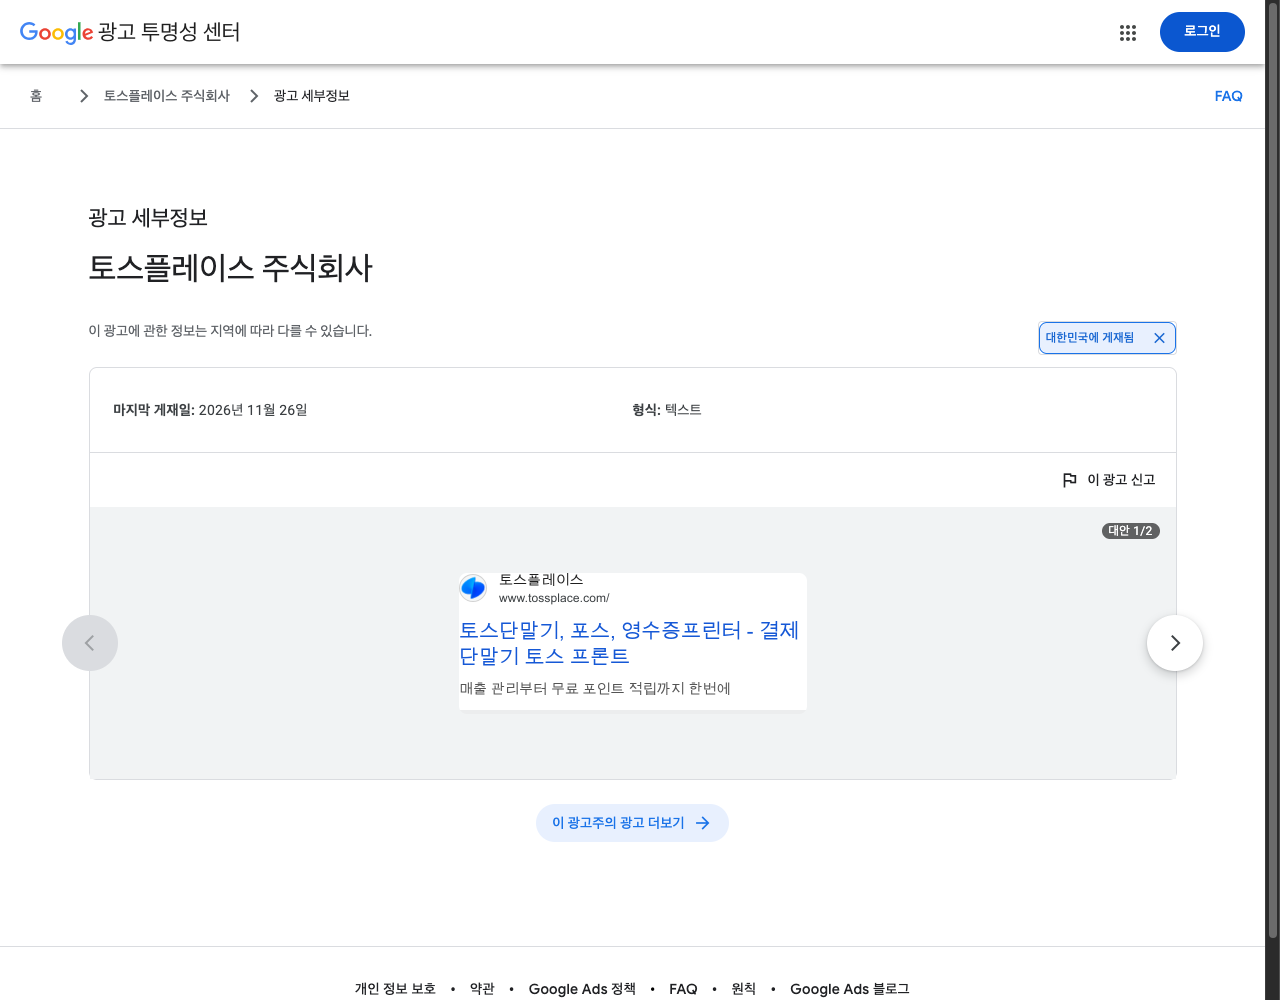 Google 광고 투명성 센터
로그인
홈
토스플레이스 주식회사
광고 세부정보
FAQ
광고 세부정보
토스플레이스 주식회사
이 광고에 관한 정보는 지역에 따라 다를 수 있습니다.
대한민국에 게재됨
마지막 게재일: 2026년 11월 26일
형식: 텍스트
이 광고 신고
대안 1/2
토스플레이스
www.tossplace.com/
토스단말기, 포스, 영수증프린터 - 결제
단말기 토스 프론트
매출 관리부터 무료 포인트 적립까지 한번에
이 광고주의 광고 더보기
개인 정보 보호 • 약관 • Google Ads 정책 • FAQ • 원칙 • Google Ads 블로그